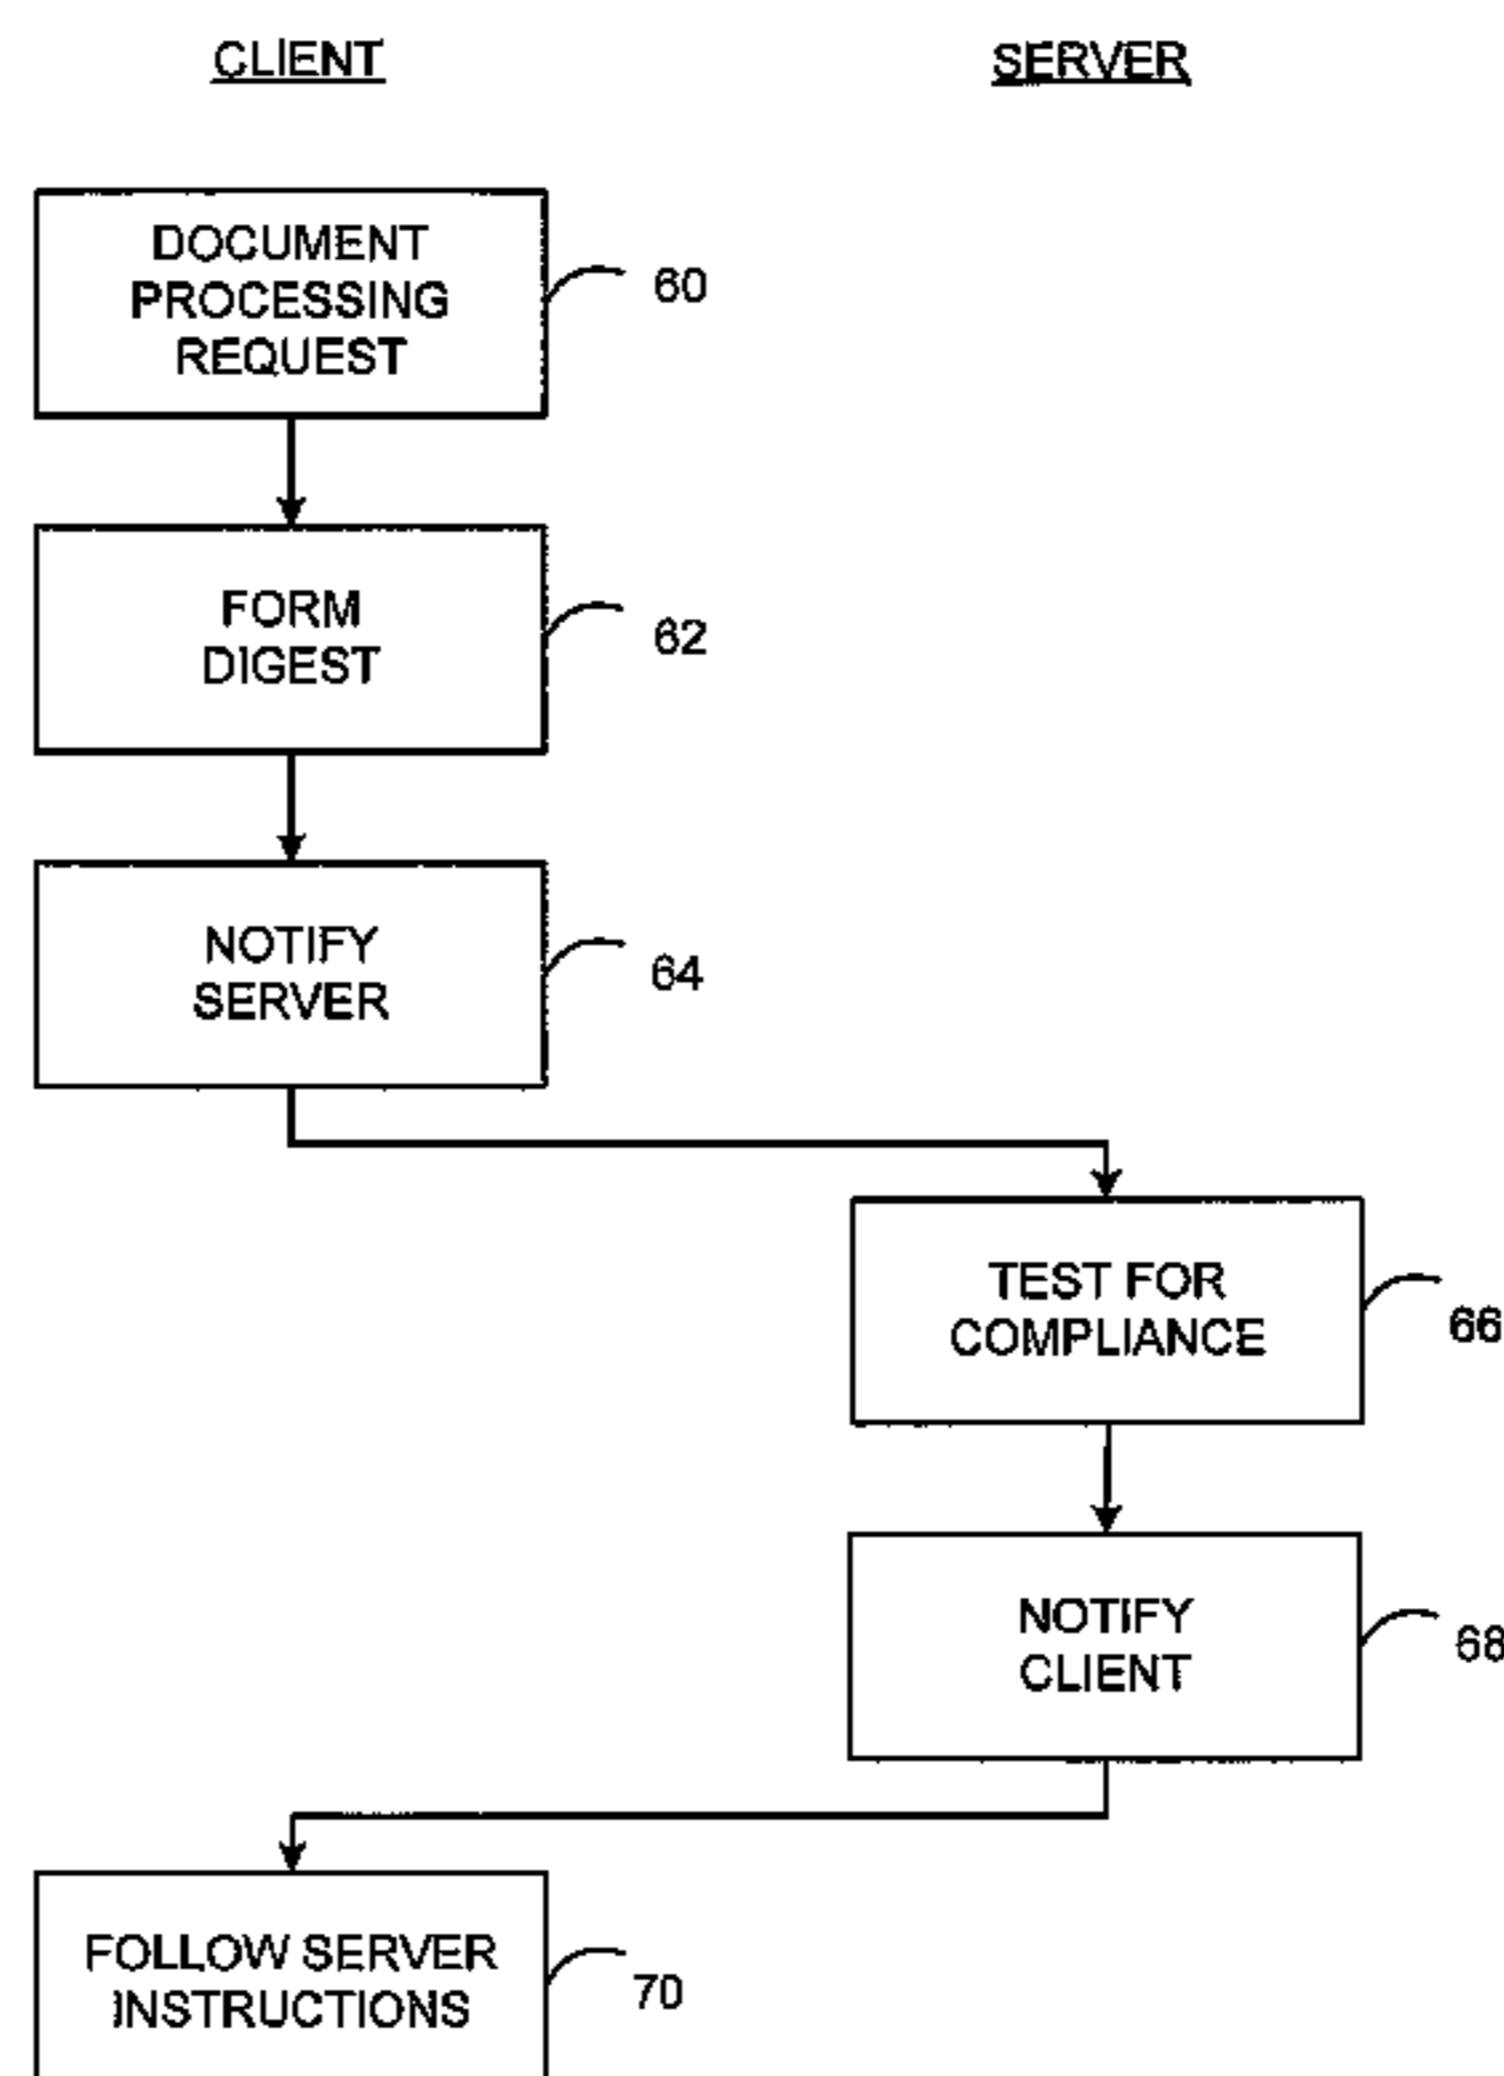 CLIENT
SERVER
DOCUMENT
PROCESSING
REQUEST
60
FORM
DIGEST
62
NOTIFY
SERVER
64
TEST FOR
COMPLIANCE
66
NOTIFY
CLIENT
68
FOLLOW SERVER
INSTRUCTIONS
70